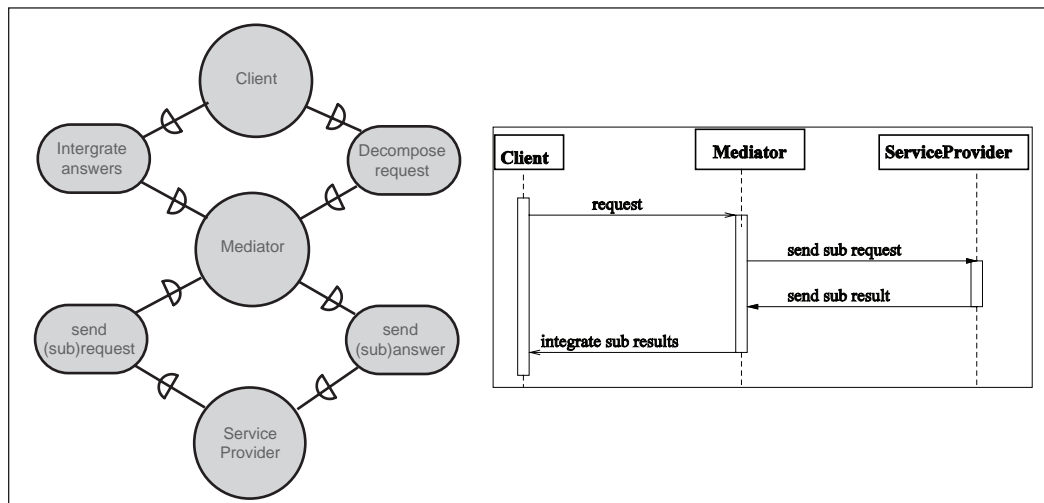 Client
Intergrate
answers
Decompose
request
Mediator
send
(sub)request
send
(sub)answer
Service
Provider
Client
Mediator
ServiceProvider
request
send sub request
send sub result
integrate sub results